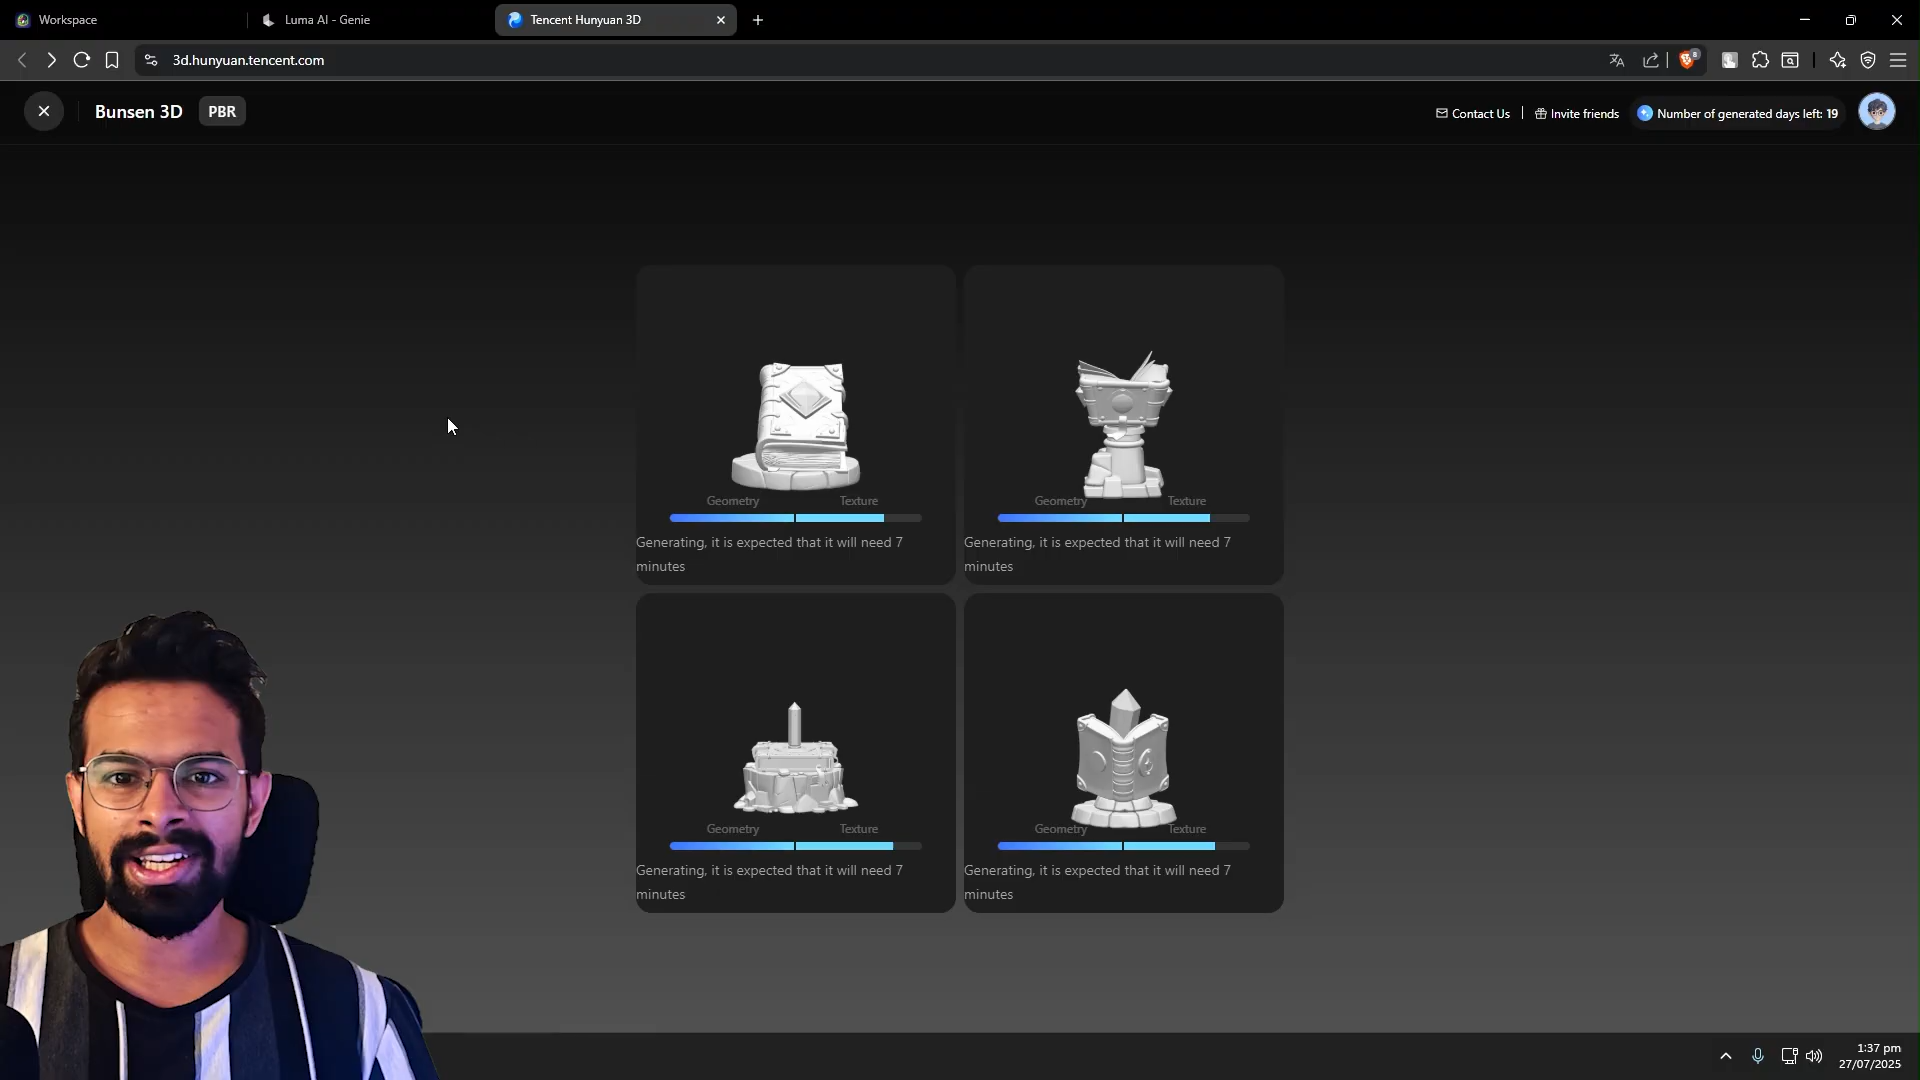 Workspace
Luma AI - Genie
Tencent Hunyuan 3D
3d.hunyuan.tencent.com
8
Bunsen 3D
PBR
Contact Us
Invite friends
Number of generated days left: 19
Geometry
Texture
Generating, it is expected that it will need 7
minutes
Geometry
Texture
Generating, it is expected that it will need 7
minutes
Geometry
Texture
Generating, it is expected that it will need 7
minutes
Geometry
Texture
Generating, it is expected that it will need 7
minutes
1:37 pm
27/07/2025